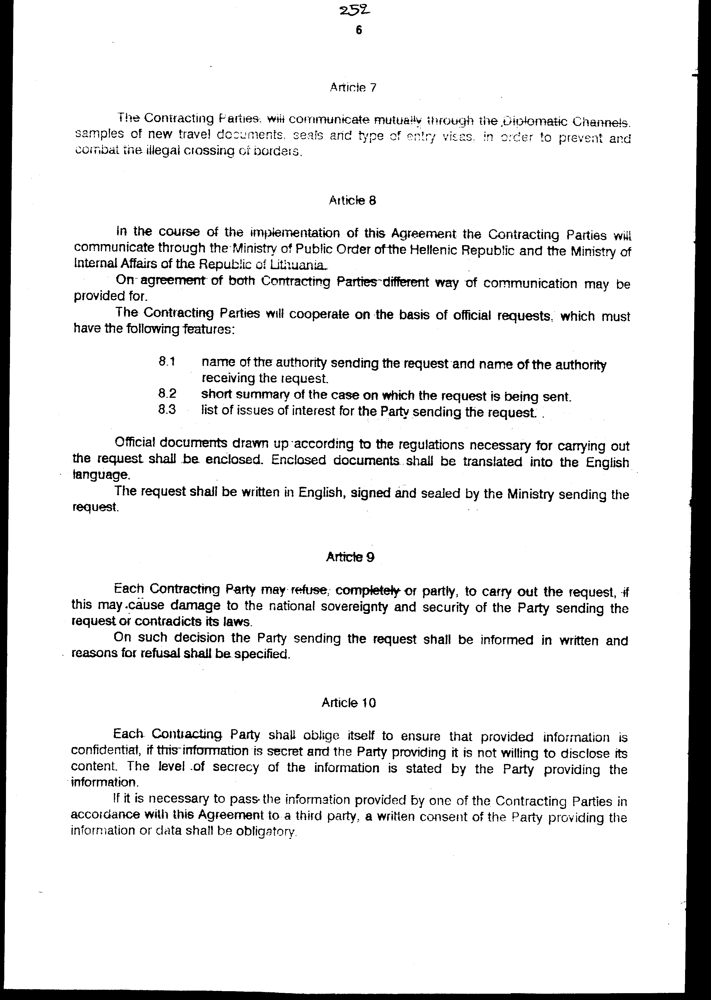 252
6
Article 7
The Contracting Parties. will communicate mutually through the Diplomatic Channels.
samples of new travel documents, seals and type of entry visas, in order to prevent and
combat the illegal crossing of borders.
Article 8
In the course of the implementation of this Agreement the Contracting Parties will
communicate through the Ministry of Public Order of the Hellenic Republic and the Ministry of
Internal Affairs of the Republic of Lithuania.
On agreement of both Contracting Parties different way of communication may be
provided for.
The Contracting Parties will cooperate on the basis of official requests, which must
have the following features:
8.1 name of the authority sending the request and name of the authority
receiving the request.
8.2 short summary of the case on which the request is being sent.
8.3 list of issues of interest for the Party sending the request.
Official documents drawn up according to the regulations necessary for carrying out
the request shall be enclosed. Enclosed documents shall be translated into the English
language.
The request shall be written in English, signed and sealed by the Ministry sending the
request.
Article 9
Each Contracting Party may refuse, completely or partly, to carry out the request, if
this may cause damage to the national sovereignty and security of the Party sending the
request or contradicts its laws.
On such decision the Party sending the request shall be informed in written and
reasons for refusal shall be specified.
Article 10
Each Contracting Party shall oblige itself to ensure that provided information is
confidential, if this information is secret and the Party providing it is not willing to disclose its
content. The level of secrecy of the information is stated by the Party providing the
information.
If it is necessary to pass the information provided by one of the Contracting Parties in
accordance with this Agreement to a third party, a written consent of the Party providing the
information or data shall be obligatory.